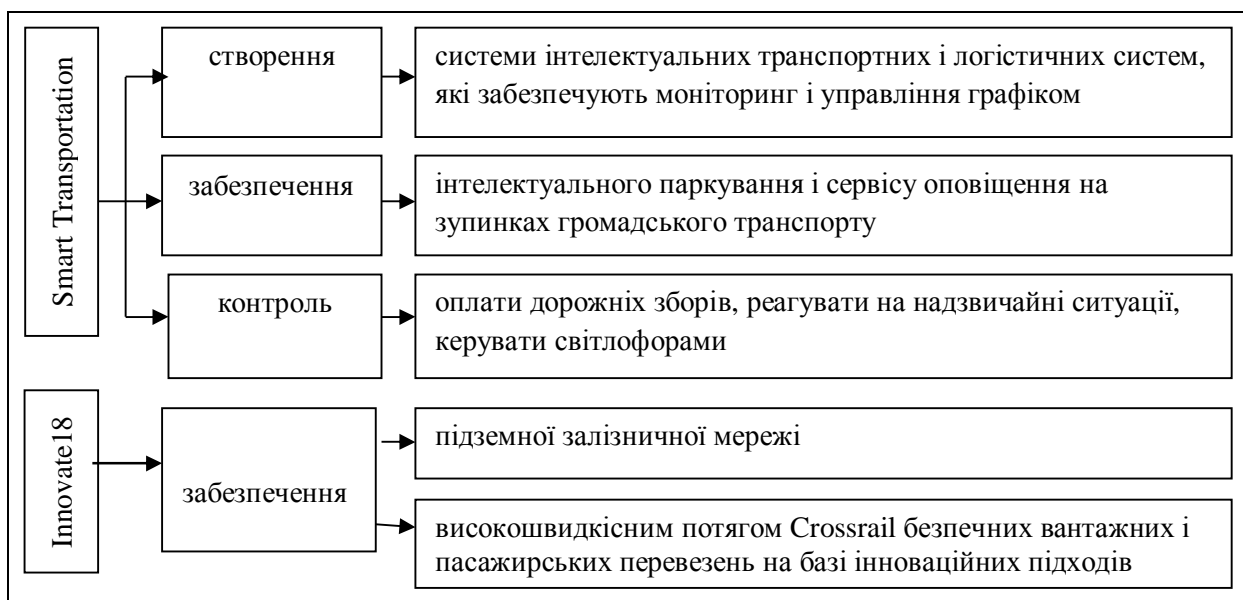 Smart Transportation
створення
системи інтелектуальних транспортних і логістичних систем,
які забезпечують моніторинг і управління графіком
забезпечення
інтелектуального паркування і сервісу оповіщення на
зупинках громадського транспорту
контроль
оплати дорожніх зборів, реагувати на надзвичайні ситуації,
керувати світлофорами
Innovate18
забезпечення
підземної залізничної мережі
високошвидкісним потягом Crossrail безпечних вантажних і
пасажирських перевезень на базі інноваційних підходів